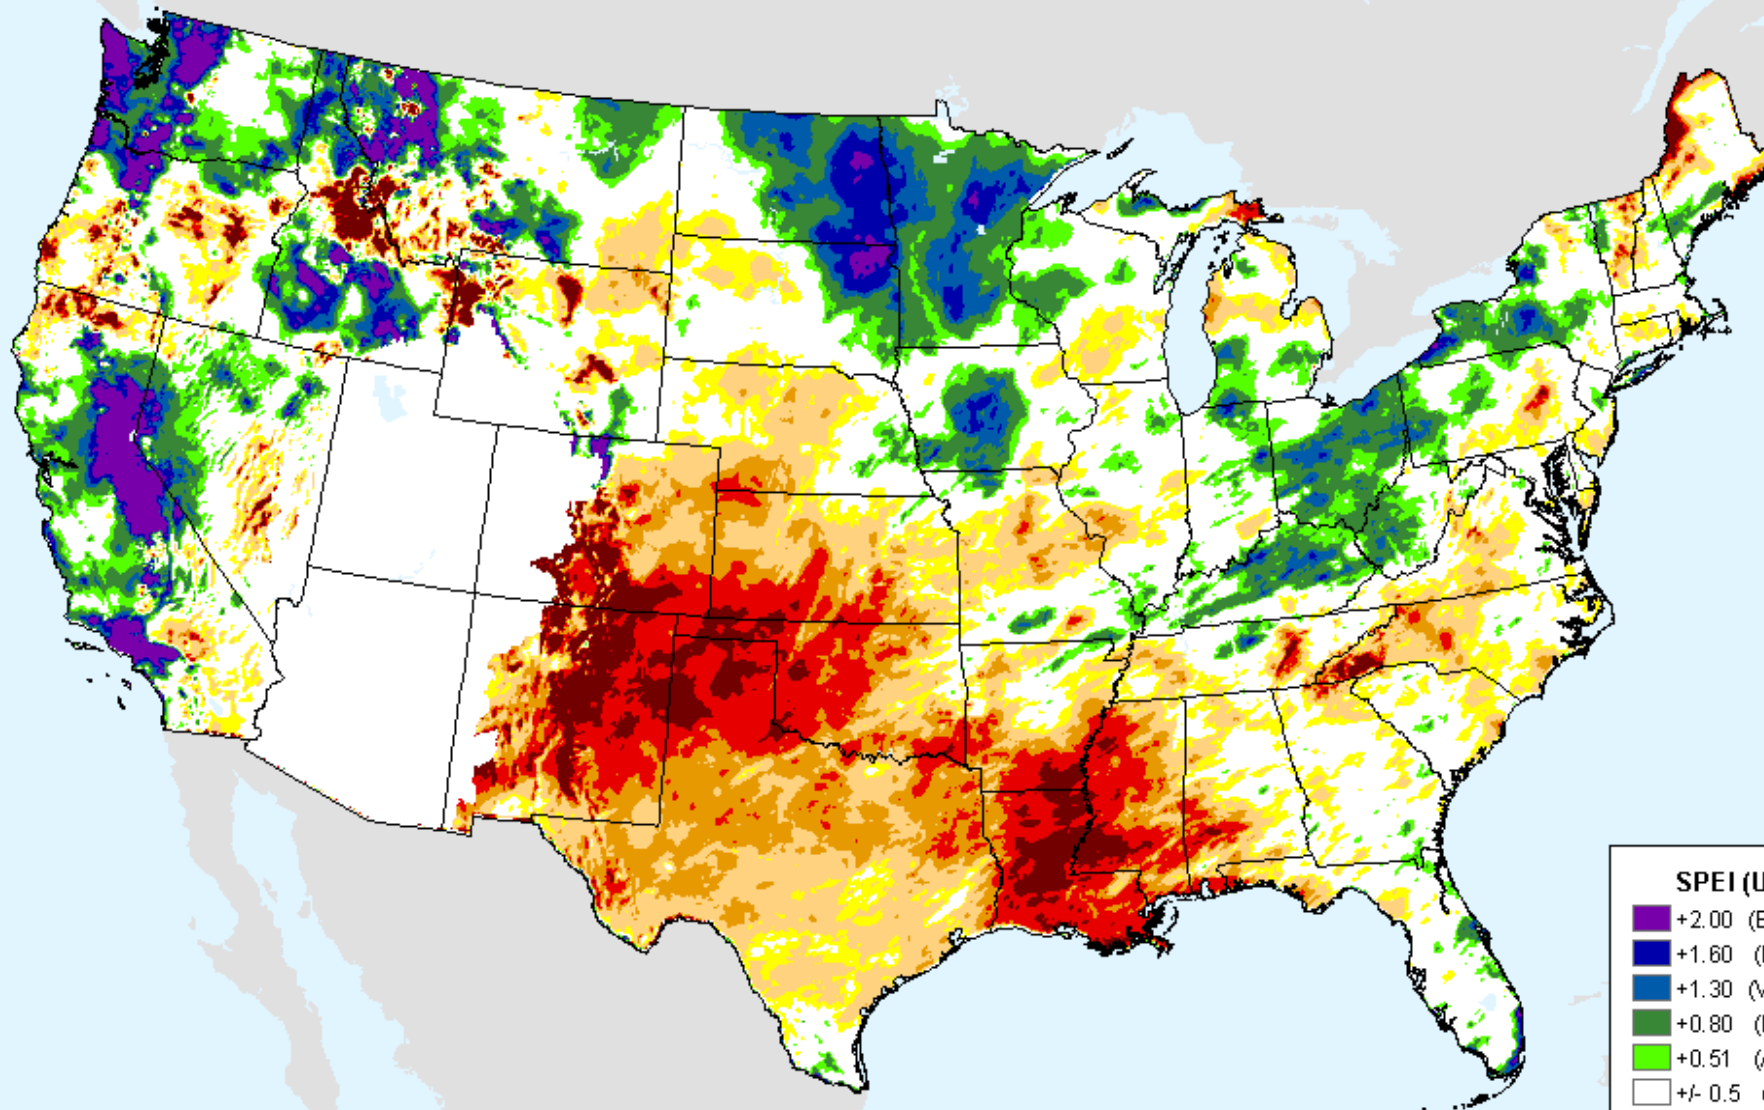 SPEI (U
+2.00 (E
+1.60 (
+1.30 (V
+0.80 (
+0.51 (/
+/- 0.5